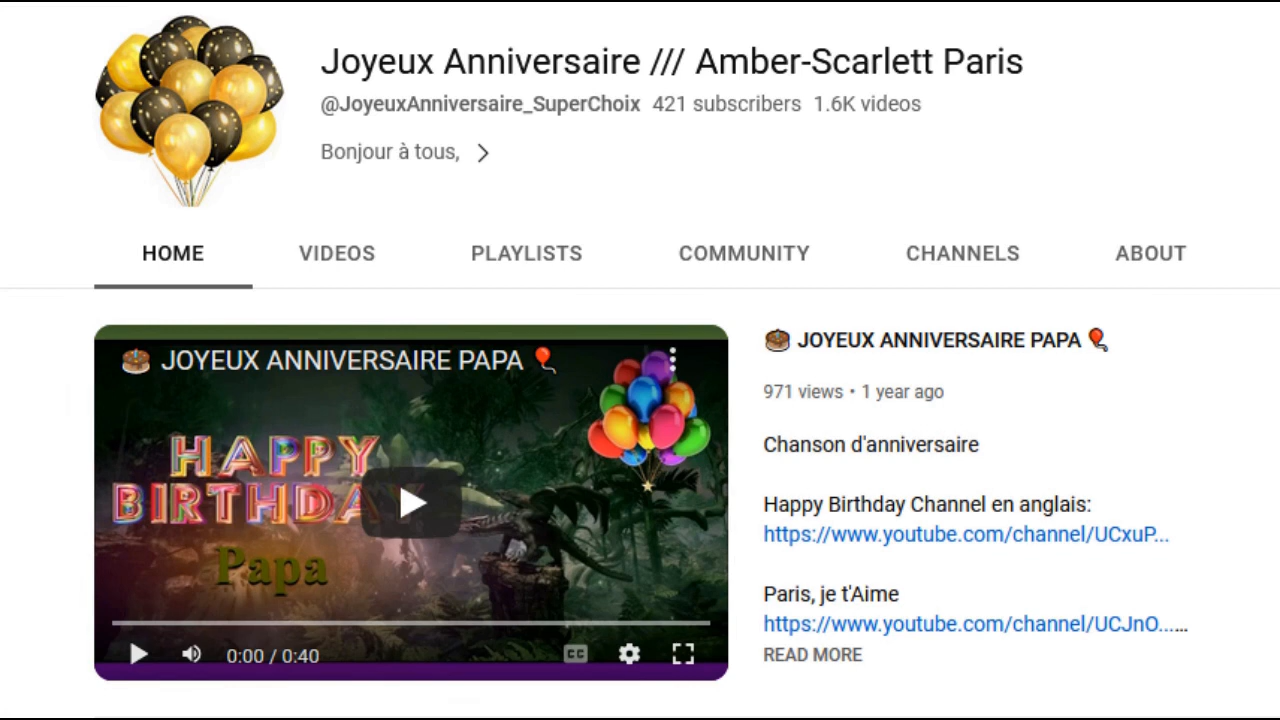 Joyeux Anniversaire /// Amber-Scarlett Paris
@JoyeuxAnniversaire_SuperChoix 421 subscribers 1.6K videos
Bonjour à tous,
HOME VIDEOS PLAYLISTS COMMUNITY CHANNELS ABOUT
JOYEUX ANNIVERSAIRE PAPA
HAPPY
BIRTHDA
Papa
0:00 / 0:40
CC
JOYEUX ANNIVERSAIRE PAPA
971 views • 1 year ago
Chanson d'anniversaire
Happy Birthday Channel en anglais:
https://www.youtube.com/channel/UCxuP...
Paris, je t'Aime
https://www.youtube.com/channel/UCJnO......
READ MORE